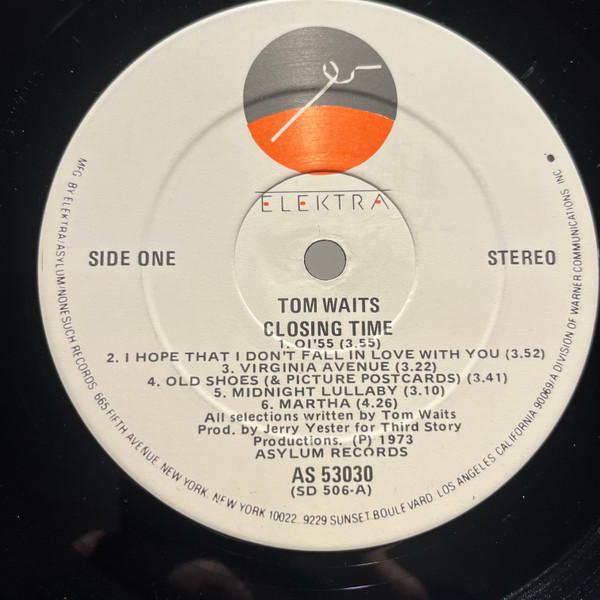 ELEKTRA
SIDE ONE
STEREO
TOM WAITS
CLOSING TIME
1. Ol'55 (3.55)
2. I HOPE THAT I DON'T FALL IN LOVE WITH YOU (3.52)
3. VIRGINIA AVENUE (3.22)
4. OLD SHOES (& PICTURE POSTCARDS) (3.41)
5. MIDNIGHT LULLABY (3.10)
6. MARTHA (4.26)
All selections written by Tom Waits
Prod. by Jerry Yester for Third Story
Productions. (P) 1973
ASYLUM RECORDS
AS 53030
(SD 506-A)
MFG. BY ELEKTRA/ASYLUM/NONESUCH RECORDS. 665 FIFTH AVENUE, NEW YORK, NEW YORK 10022. 9229 SUNSET BOULEVARD, LOS ANGELES, CALIFORNIA 90069/A DIVISION OF WARNER COMMUNICATIONS INC.